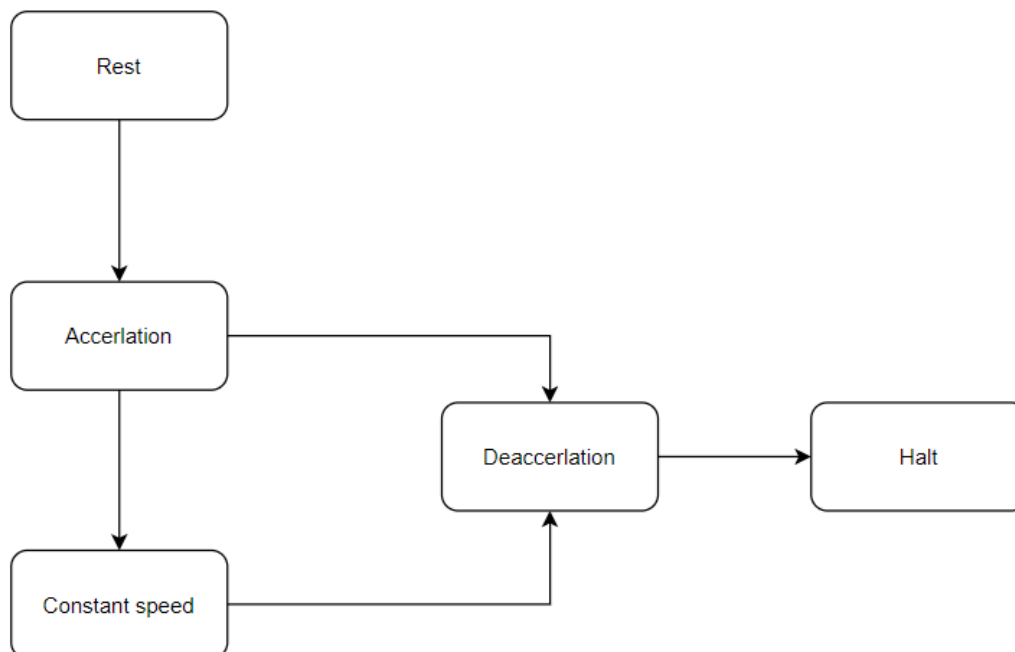 Rest
Accerlation
Deaccerlation
Halt
Constant speed